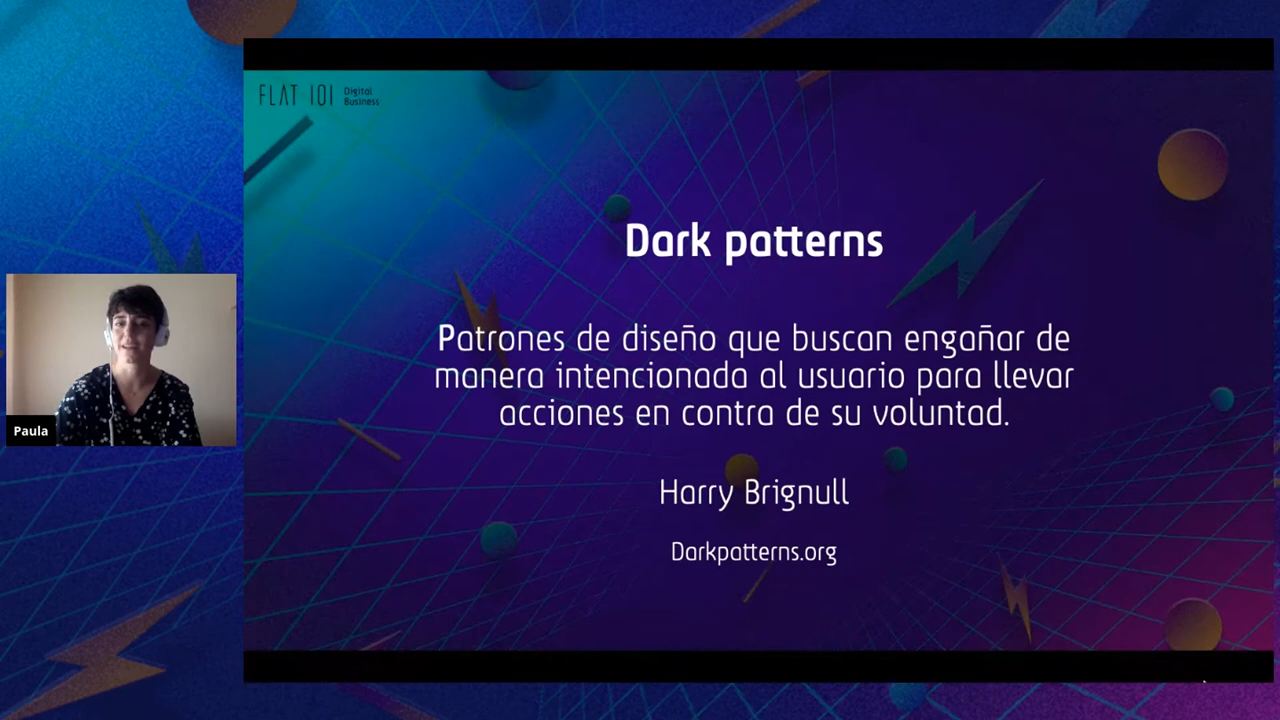 FLAT 101 Digital Business
Dark patterns
Patrones de diseño que buscan engañar de
manera intencionada al usuario para llevar
acciones en contra de su voluntad.
Harry Brignull
Darkpatterns.org
Paula